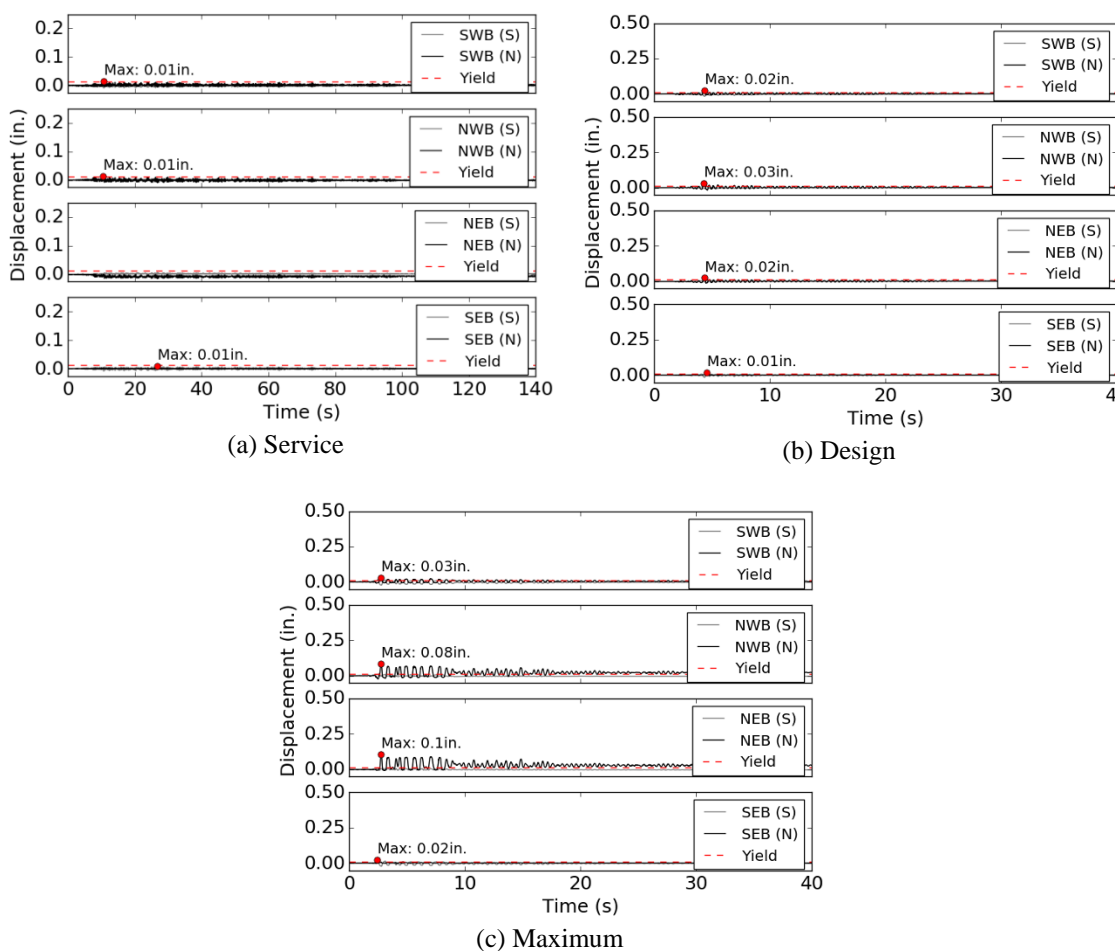 Displacement (in.)
0.2
0.1
0.0
Max: 0.01in.
SWB (S)
SWB (N)
Yield
0.2
0.1
0.0
Max: 0.01in.
NWB (S)
NWB (N)
Yield
0.2
0.1
0.0
NEB (S)
NEB (N)
Yield
0.2
0.1
0.0
Max: 0.01in.
SEB (S)
SEB (N)
Yield
0 20 40 60 80 100 120 140
Time (s)
(a) Service
Displacement (in.)
0.50
0.25
0.00
Max: 0.02in.
SWB (S)
SWB (N)
Yield
0.50
0.25
0.00
Max: 0.03in.
NWB (S)
NWB (N)
Yield
0.50
0.25
0.00
Max: 0.02in.
NEB (S)
NEB (N)
Yield
0.50
0.25
0.00
Max: 0.01in.
SEB (S)
SEB (N)
Yield
0 10 20 30
Time (s)
(b) Design
Displacement (in.)
0.50
0.25
0.00
Max: 0.03in.
SWB (S)
SWB (N)
Yield
0.50
0.25
0.00
Max: 0.08in.
NWB (S)
NWB (N)
Yield
0.50
0.25
0.00
Max: 0.1in.
NEB (S)
NEB (N)
Yield
0.50
0.25
0.00
Max: 0.02in.
SEB (S)
SEB (N)
Yield
0 10 20 30 40
Time (s)
(c) Maximum